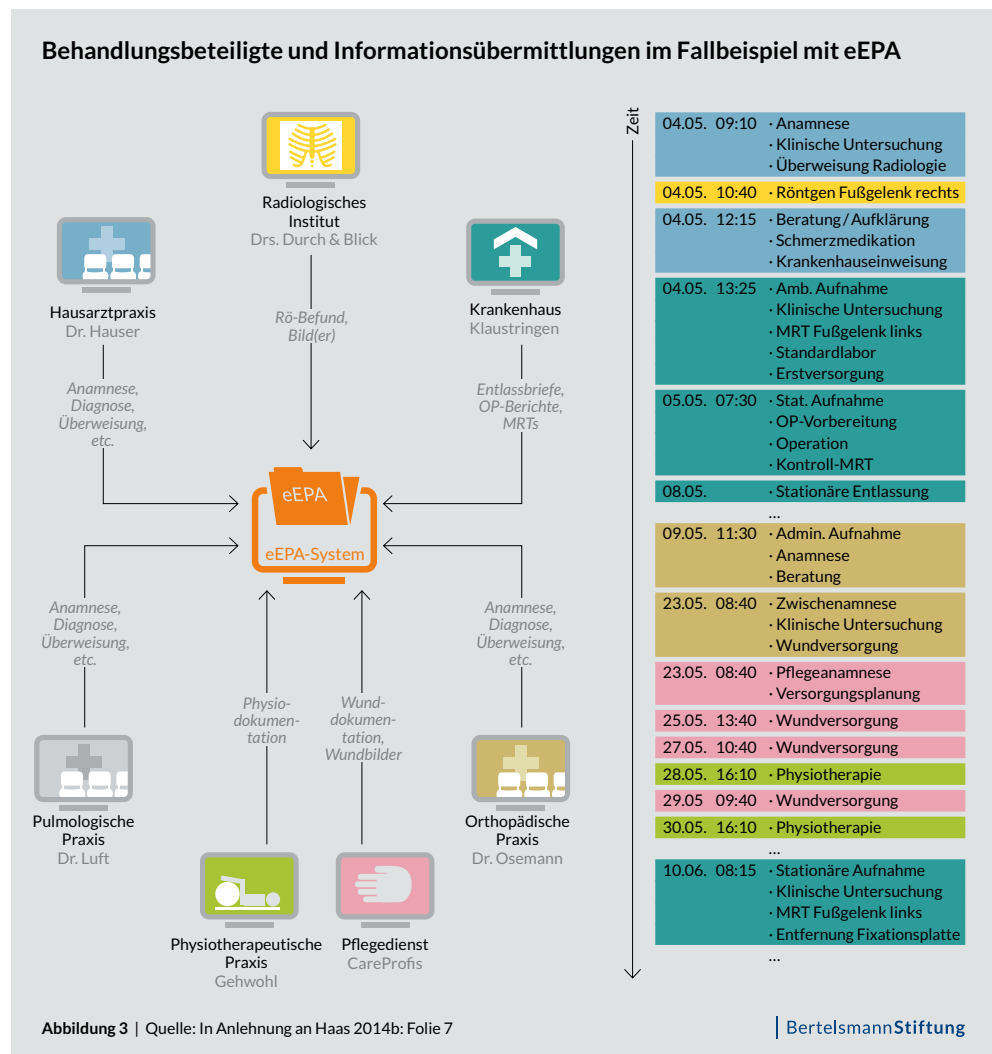 Behandlungsbeteiligte und Informationsübermittlungen im Fallbeispiel mit eEPA
Radiologisches
Institut
Drs. Durch & Blick
Hausarztpraxis
Dr. Hauser
Krankenhaus
Klaustringen
Rö-Befund,
Bild(er)
Anamnese,
Diagnose,
Überweisung,
etc.
Entlassbriefe,
OP-Berichte,
MRTs
eEPA
eEPA-System
Anamnese,
Diagnose,
Überweisung,
etc.
Physio-
dokumen-
tation
Wund-
dokumen-
tation,
Wundbilder
Anamnese,
Diagnose,
Überweisung,
etc.
Pulmologische
Praxis
Dr. Luft
Orthopädische
Praxis
Dr. Osemann
Physiotherapeutische
Praxis
Gehwohl
Pflegedienst
CareProfis
Zeit
04.05. 09:10 · Anamnese
· Klinische Untersuchung
· Überweisung Radiologie
04.05. 10:40 · Röntgen Fußgelenk rechts
04.05. 12:15 · Beratung / Aufklärung
· Schmerzmedikation
· Krankenhauseinweisung
04.05. 13:25 · Amb. Aufnahme
· Klinische Untersuchung
· MRT Fußgelenk links
· Standardlabor
· Erstversorgung
05.05. 07:30 · Stat. Aufnahme
· OP-Vorbereitung
· Operation
· Kontroll-MRT
08.05. · Stationäre Entlassung
...
09.05. 11:30 · Admin. Aufnahme
· Anamnese
· Beratung
23.05. 08:40 · Zwischenamnese
· Klinische Untersuchung
· Wundversorgung
23.05. 08:40 · Pflegeanamnese
· Versorgungsplanung
25.05. 13:40 · Wundversorgung
27.05. 10:40 · Wundversorgung
28.05. 16:10 · Physiotherapie
29.05 09:40 · Wundversorgung
30.05. 16:10 · Physiotherapie
...
10.06. 08:15 · Stationäre Aufnahme
· Klinische Untersuchung
· MRT Fußgelenk links
· Entfernung Fixationsplatte
...
Abbildung 3 | Quelle: In Anlehnung an Haas 2014b: Folie 7
BertelsmannStiftung